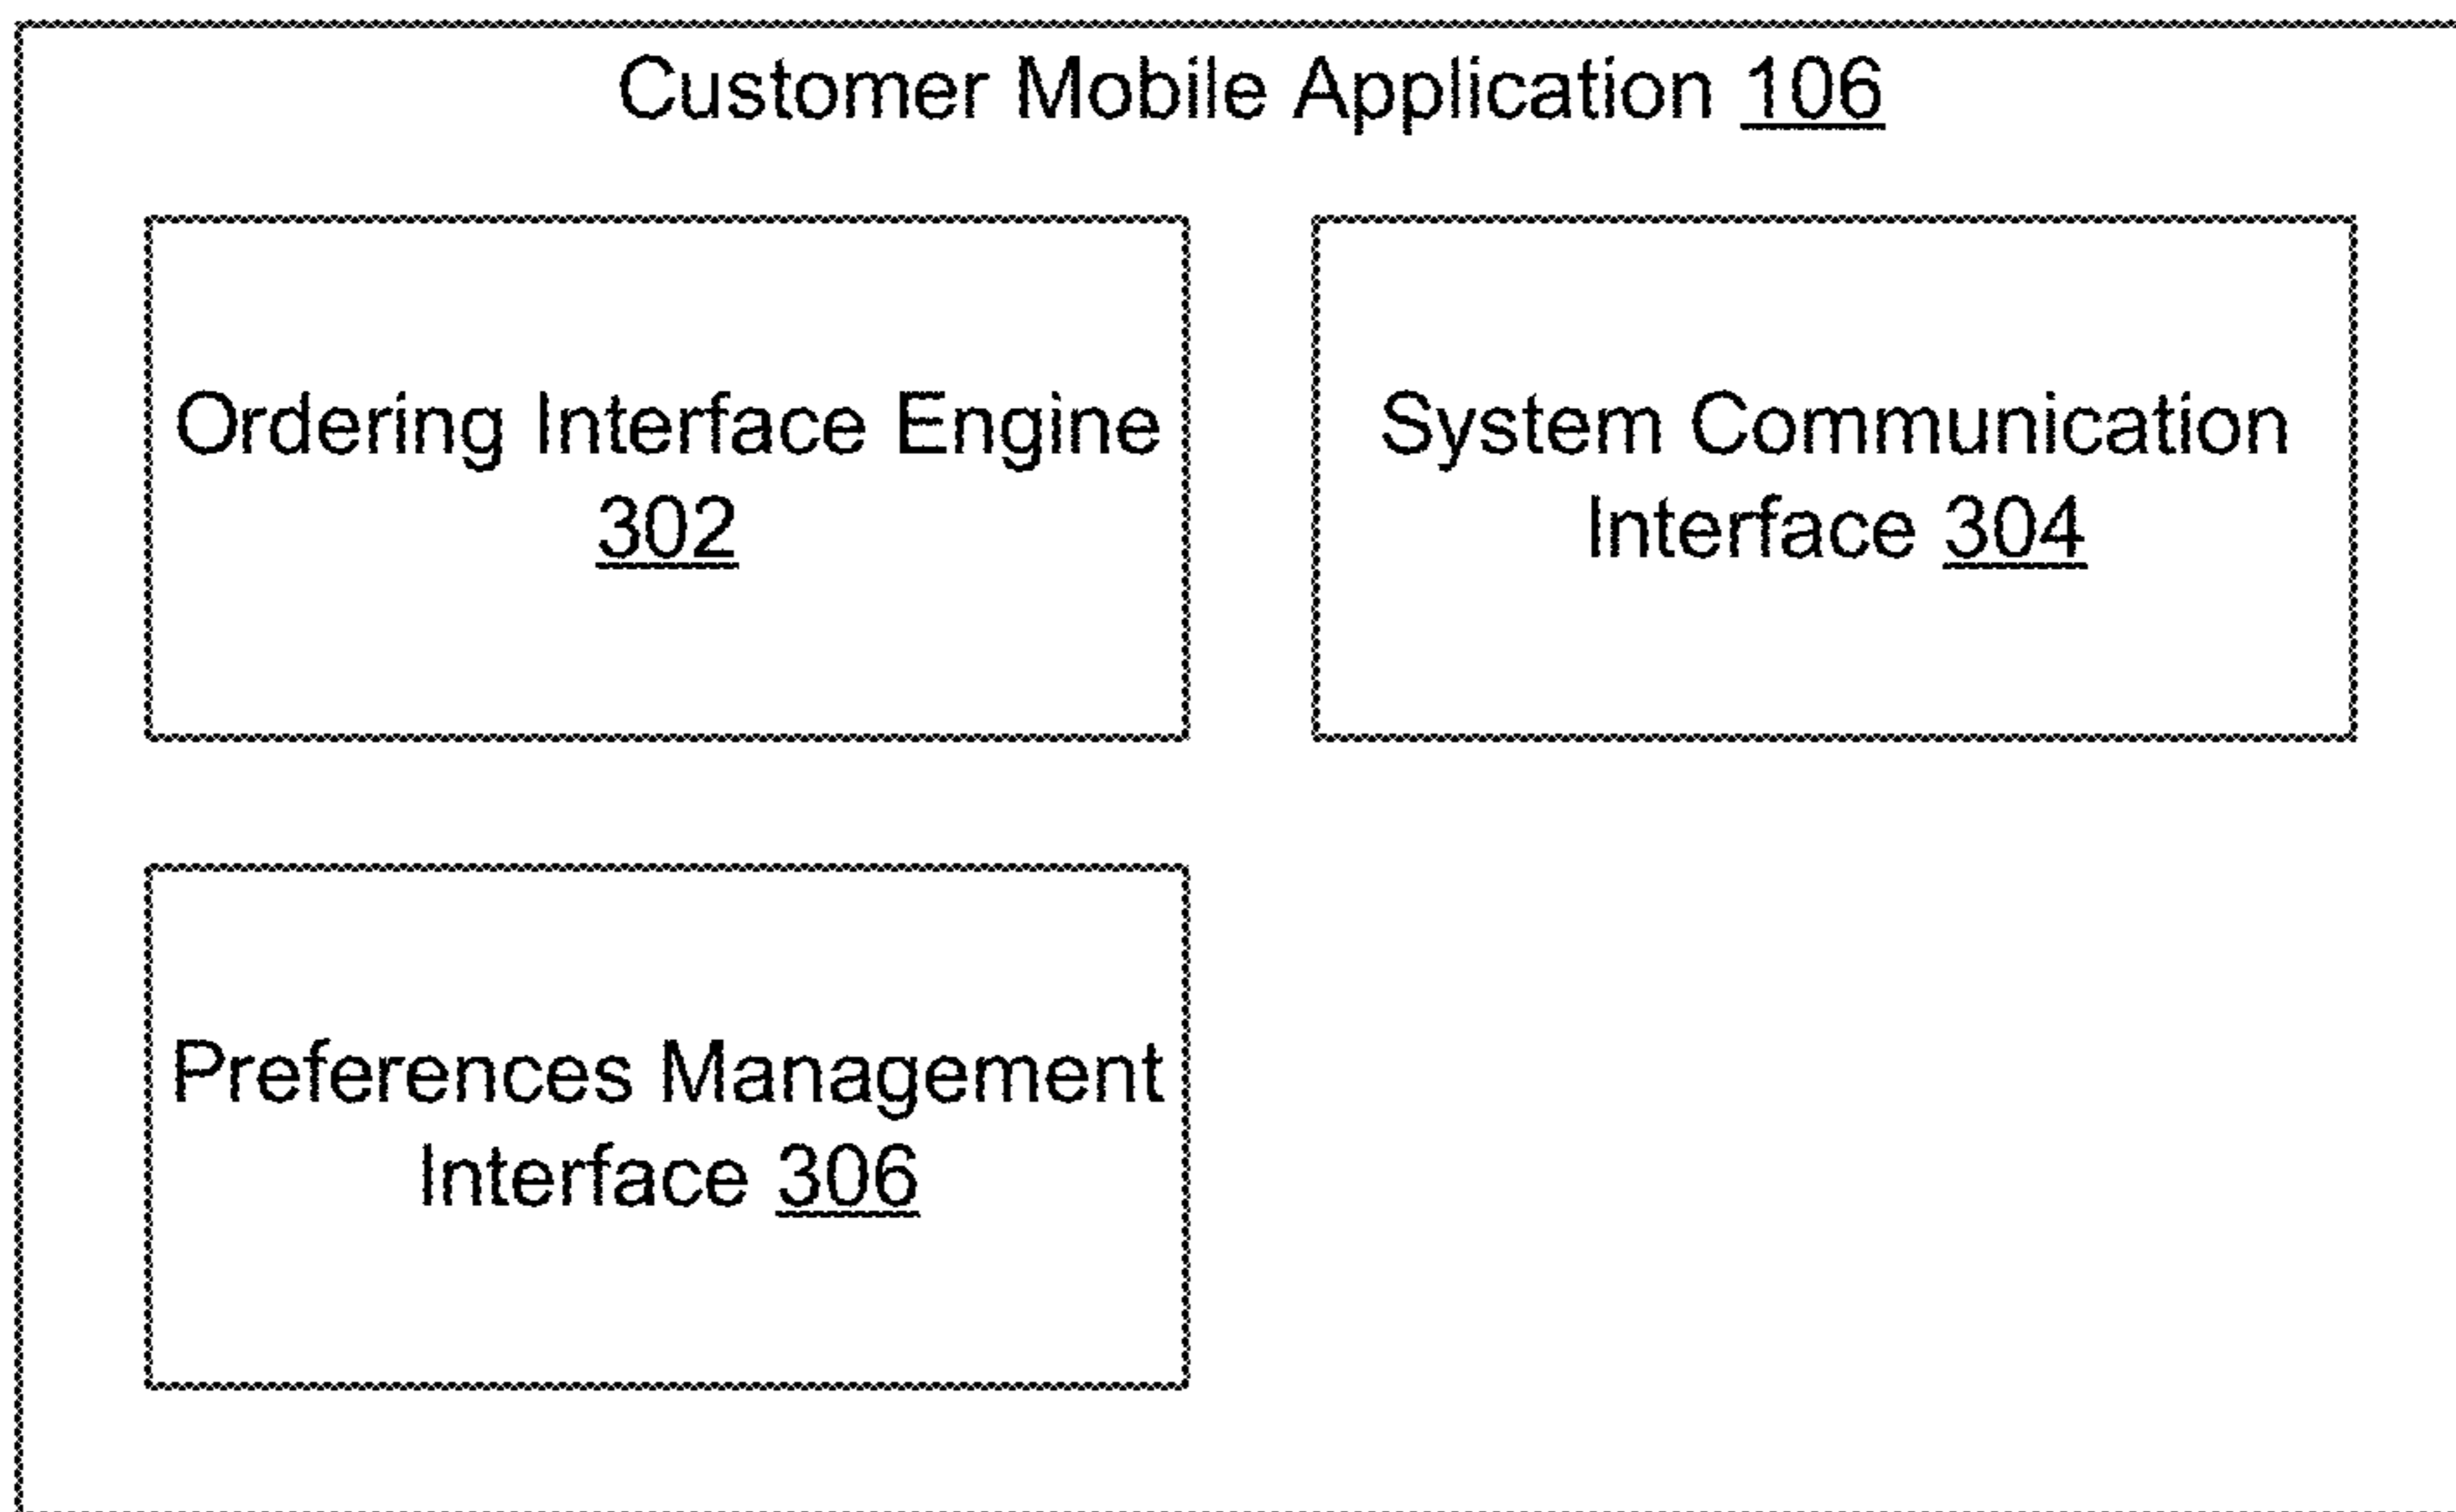 Customer Mobile Application 106
Ordering Interface Engine
302
System Communication
Interface 304
Preferences Management
Interface 306